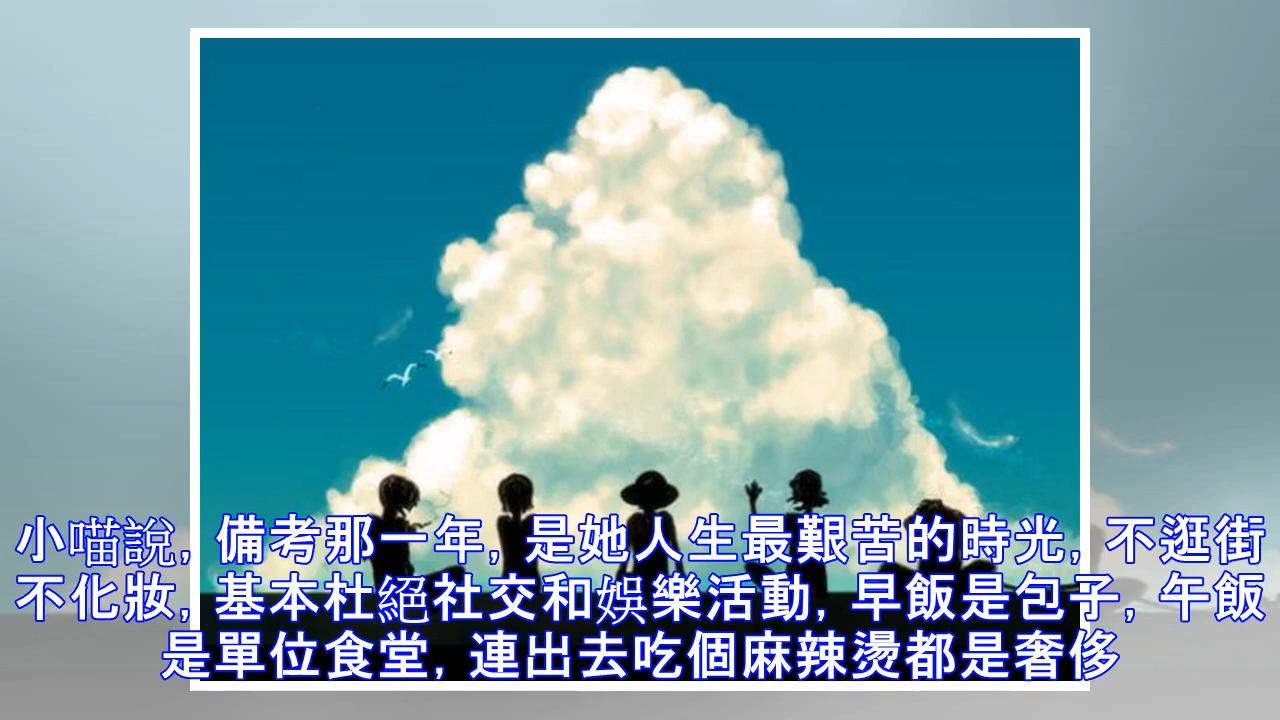 小喵說, 備考那一年, 是她人生最艱苦的時光, 不逛街
不化妝, 基本杜絕社交和娛樂活動, 早飯是包子, 午飯
是單位食堂, 連出去吃個麻辣燙都是奢侈